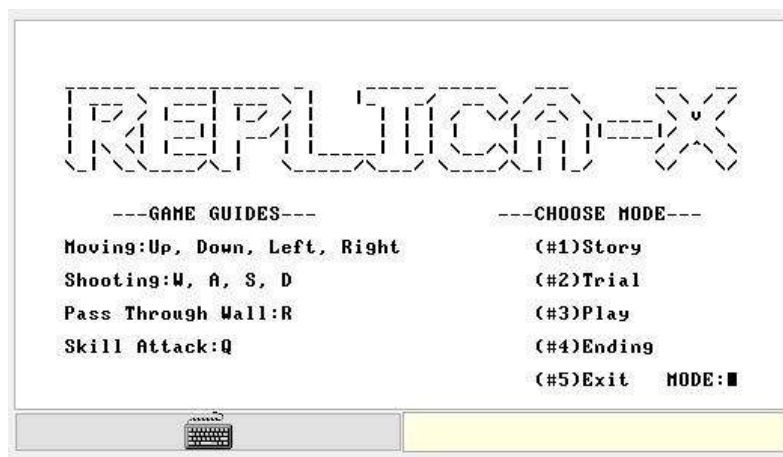 REPLICA-X
---GAME GUIDES---
Moving:Up, Down, Left, Right
Shooting:W, A, S, D
Pass Through Wall:R
Skill Attack:Q
---CHOOSE MODE---
(#1)Story
(#2)Trial
(#3)Play
(#4)Ending
(#5)Exit MODE: